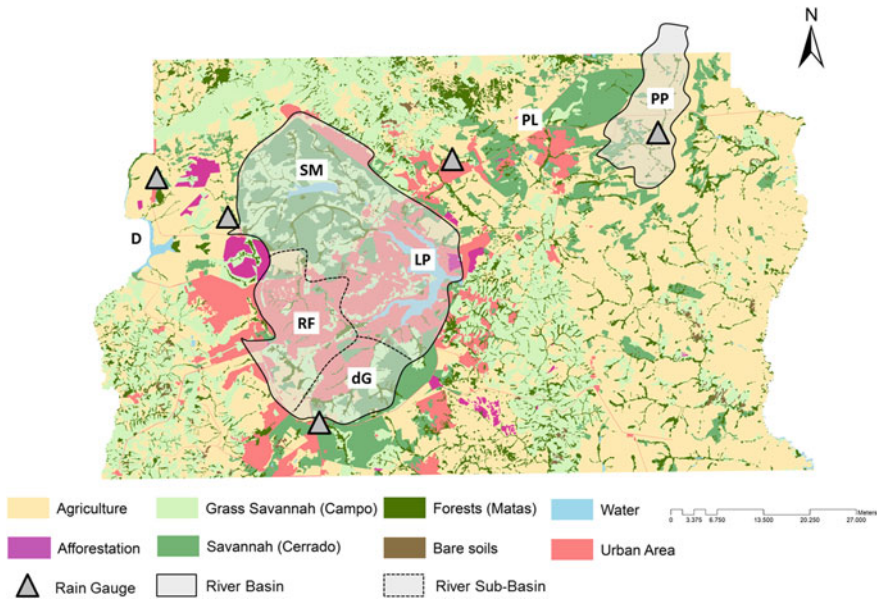 N
PP
PL
SM
D
LP
RF
dG
Agriculture
Grass Savannah (Campo)
Forests (Matas)
Water
Meters
0 3.375 6.750 13.500 20.250 27.000
Afforestation
Savannah (Cerrado)
Bare soils
Urban Area
Rain Gauge
River Basin
River Sub-Basin